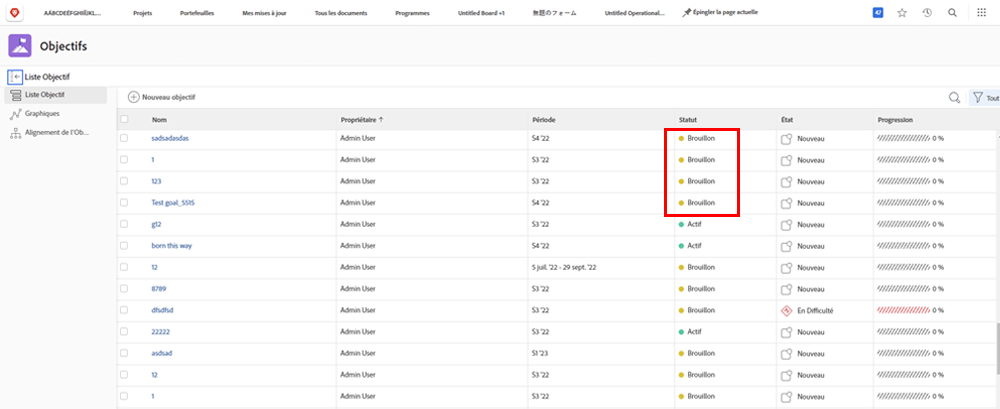 AÀÂBCDEÉFGHIÎJKL... Projets Portefeuilles Mes mises à jour Tous les documents Programmes Untitled Board +1 無題のフォーム Untitled Operational... Épingler la page actuelle
Objectifs
Liste Objectif
Liste Objectif
Graphiques
Alignement de l'Ob...
Nouveau objectif Tout
Nom Propriétaire ↑ Période Statut État Progression
sadsadasdas Admin User S4 '22 Brouillon Nouveau 0 %
1 Admin User S3 '22 Brouillon Nouveau 0 %
123 Admin User S3 '22 Brouillon Nouveau 0 %
Test goal_5515 Admin User S4 '22 Brouillon Nouveau 0 %
g12 Admin User S3 '22 Actif Nouveau 0 %
born this way Admin User S4 '22 Actif Nouveau 0 %
12 Admin User 5 juil. '22 - 29 sept. '22 Brouillon Nouveau 0 %
8789 Admin User S3 '22 Brouillon Nouveau 0 %
dfsdfsd Admin User S3 '22 Brouillon En Difficulté 0 %
22222 Admin User S3 '22 Actif Nouveau 0 %
asdsad Admin User S1 '23 Brouillon Nouveau 0 %
12 Admin User S3 '22 Brouillon Nouveau 0 %
1 Admin User S3 '22 Brouillon Nouveau 0 %